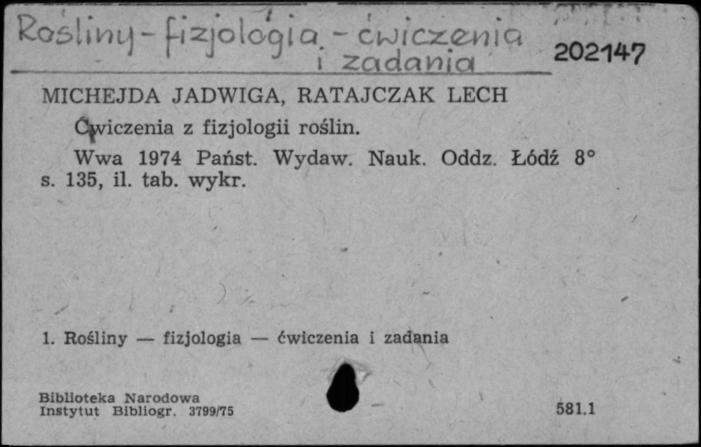 Rośliny - fizjologia - ćwiczenia
i zadania
202147
MICHEJDA JADWIGA, RATAJCZAK LECH
Ćwiczenia z fizjologii roślin.
Wwa 1974 Państ. Wydaw. Nauk. Oddz. Łódź 8°
s. 135, il. tab. wykr.
1. Rośliny — fizjologia — ćwiczenia i zadania
Biblioteka Narodowa
Instytut Bibliogr. 3799/75
581.1